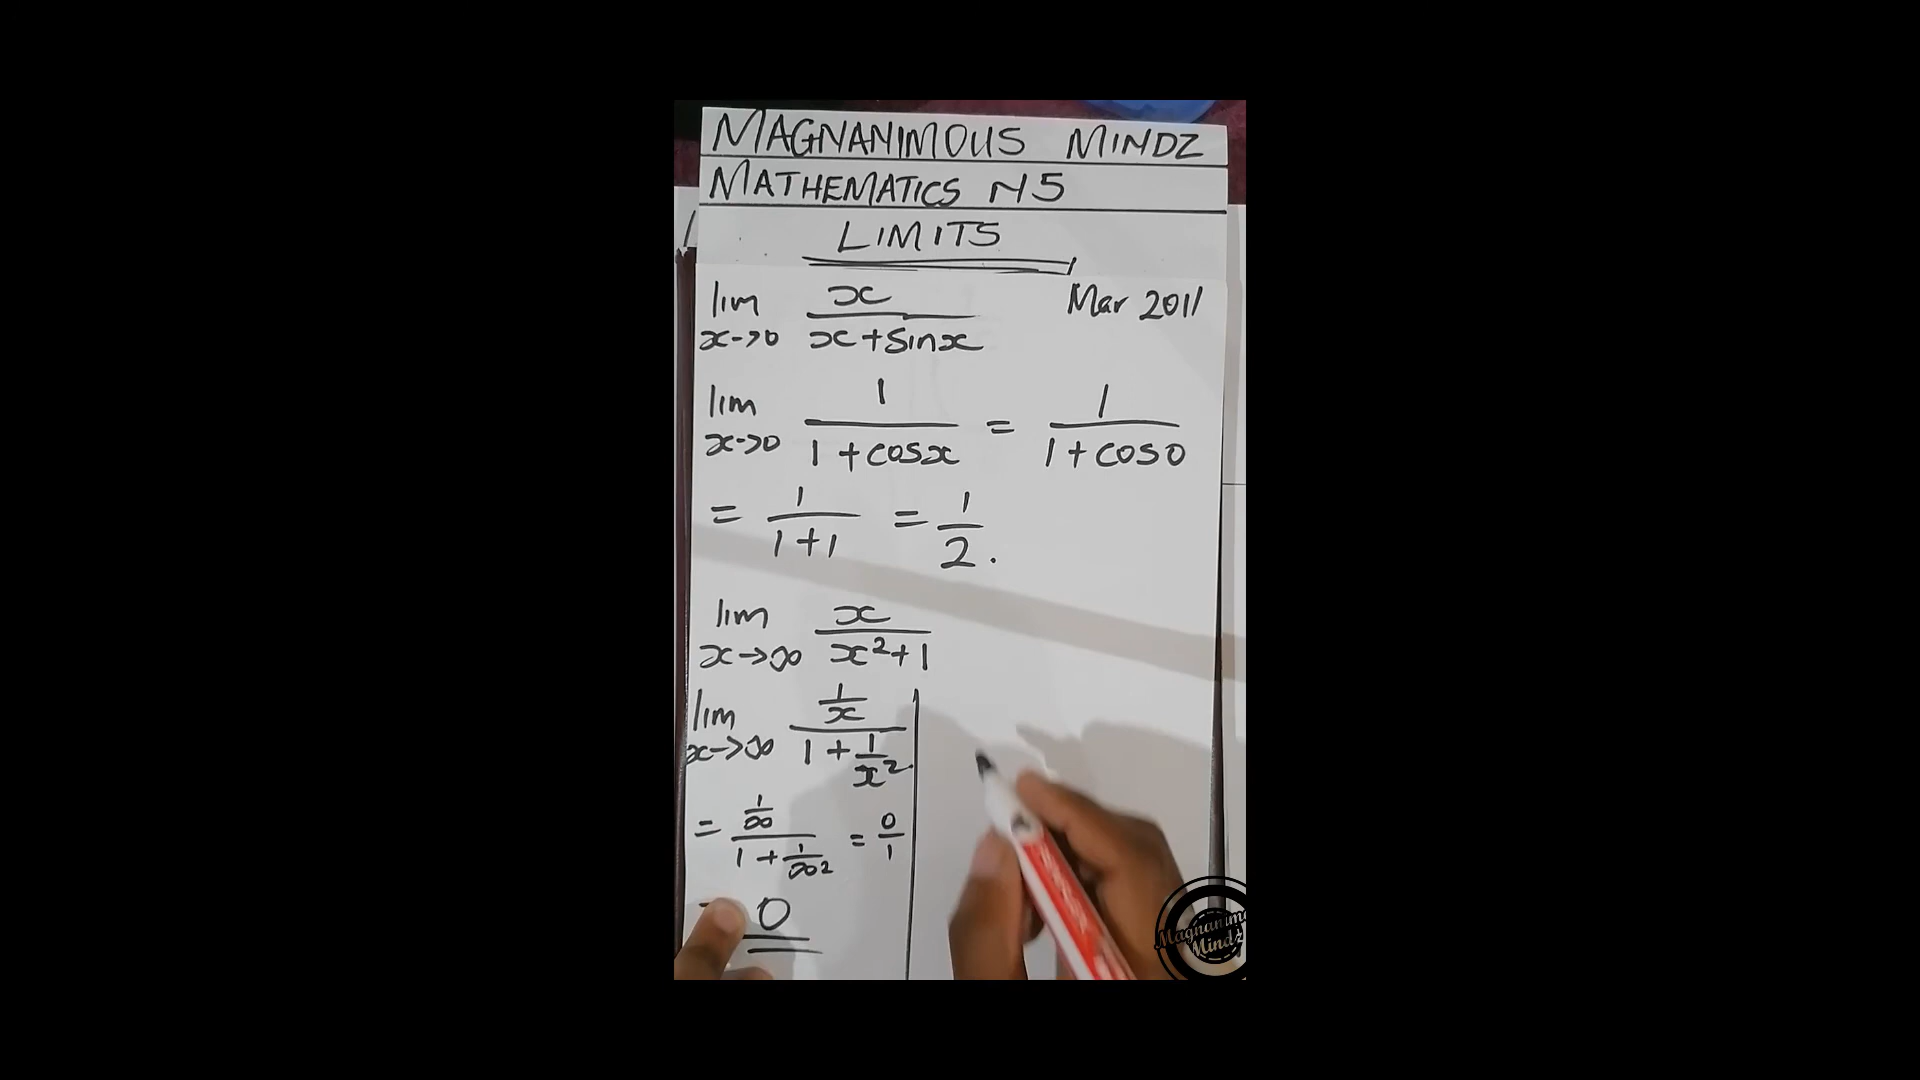 MAGNANIMOUS MINDZ
MATHEMATICS N5
LIMITS
lim x→0 x/(x+sinx) Mar 2011
lim x→0 1/(1+cosx) = 1/(1+cos0)
= 1/(1+1) = 1/2.
lim x→∞ x/(x²+1)
lim x→∞ (1/x)/(1+1/x²)
= (1/∞)/(1+1/∞²) = 0/1
0
Magnanimo
Mindz